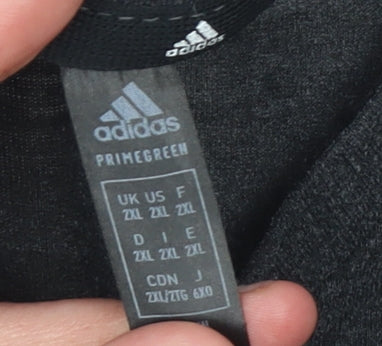 adidas
adidas
PRIMEGREEN
UK US F
2XL 2XL 2XL
D I E
2XL 2XL 2XL
CDN J
2XL/2TG 6XO